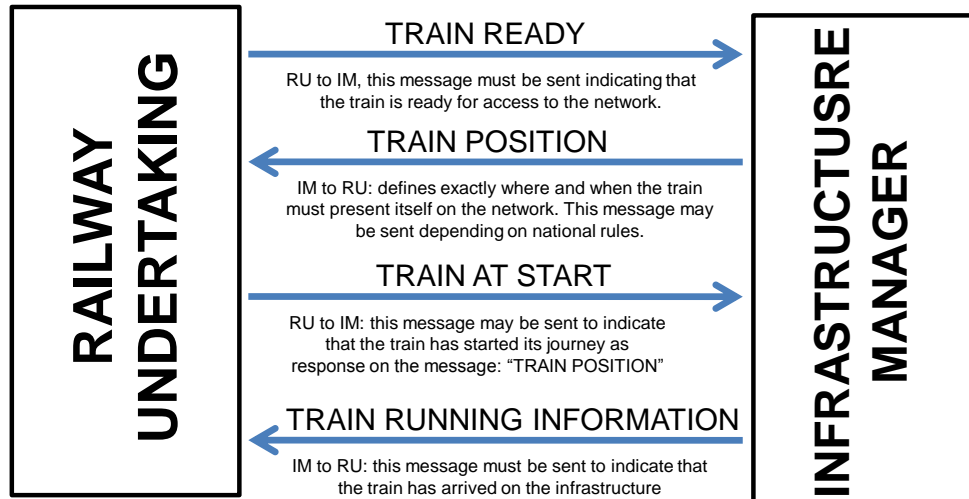 RAILWAY
UNDERTAKING
TRAIN READY
RU to IM, this message must be sent indicating that
the train is ready for access to the network.
TRAIN POSITION
IM to RU: defines exactly where and when the train
must present itself on the network. This message may
be sent depending on national rules.
TRAIN AT START
RU to IM: this message may be sent to indicate
that the train has started its journey as
response on the message: “TRAIN POSITION”
TRAIN RUNNING INFORMATION
IM to RU: this message must be sent to indicate that
the train has arrived on the infrastructure
INFRASTRUCTUSRE
MANAGER